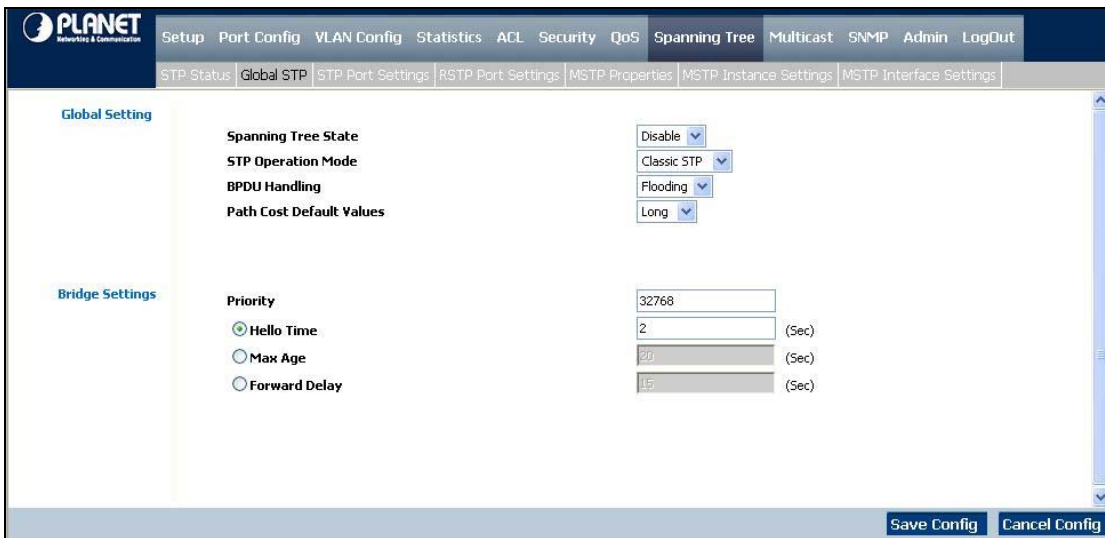 PLANET
Networking & Communication
Setup Port Config VLAN Config Statistics ACL Security QoS Spanning Tree Multicast SNMP Admin LogOut
STP Status Global STP STP Port Settings RSTP Port Settings MSTP Properties MSTP Instance Settings MSTP Interface Settings
Global Setting
Spanning Tree State Disable
STP Operation Mode Classic STP
BPDU Handling Flooding
Path Cost Default Values Long
Bridge Settings
Priority 32768
Hello Time 2 (Sec)
Max Age 20 (Sec)
Forward Delay 15 (Sec)
Save Config Cancel Config